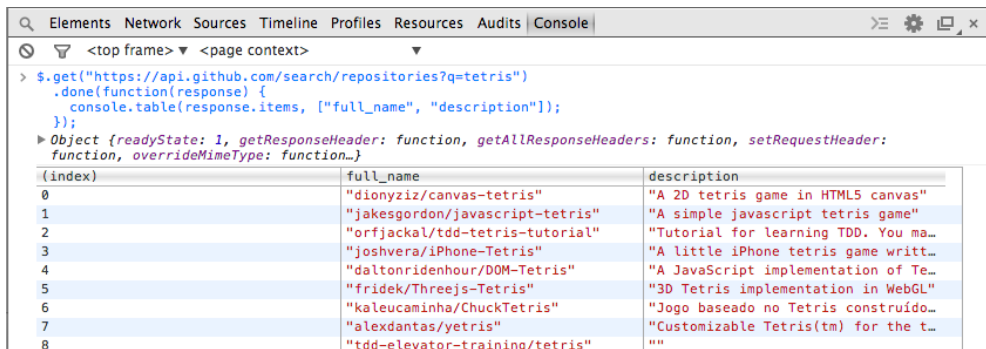 Elements Network Sources Timeline Profiles Resources Audits Console
<top frame> ▼ <page context> ▼
> $.get("https://api.github.com/search/repositories?q=tetris")
.done(function(response) {
console.table(response.items, ["full_name", "description"]);
});
▶ Object {readyState: 1, getResponseHeader: function, getAllResponseHeaders: function, setRequestHeader:
function, overrideMimeType: function…}
(index) full_name description
0 "dionyziz/canvas-tetris" "A 2D tetris game in HTML5 canvas"
1 "jakesgordon/javascript-tetris" "A simple javascript tetris game"
2 "orfjackal/tdd-tetris-tutorial" "Tutorial for learning TDD. You ma…
3 "joshvera/iPhone-Tetris" "A little iPhone tetris game writt…
4 "daltonridenhour/DOM-Tetris" "A JavaScript implementation of Te…
5 "fridek/Threejs-Tetris" "3D Tetris implementation in WebGL"
6 "kaleucaminha/ChuckTetris" "Jogo baseado no Tetris construído…
7 "alexdantas/yetris" "Customizable Tetris(tm) for the t…
8 "tdd-elevator-training/tetris" ""